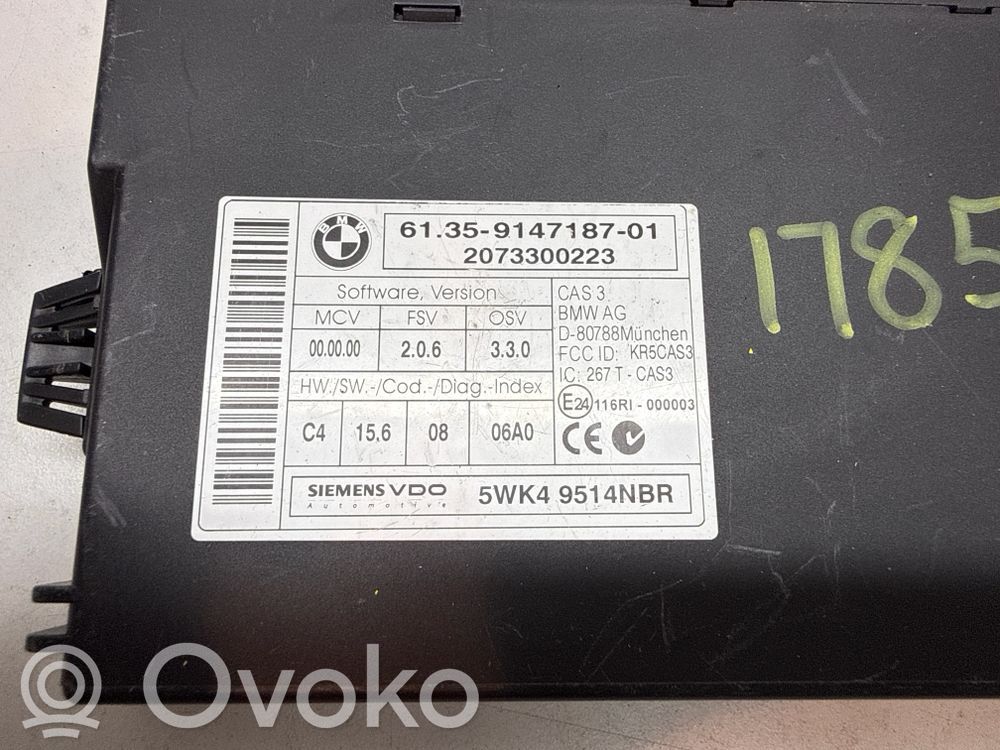 BMW
61.35-9147187-01
2073300223
Software, Version
MCV FSV OSV
00.00.00 2.0.6 3.3.0
HW./SW.-/Cod.-/Diag.-Index
C4 15.6 08 06A0
CAS 3
BMW AG
D-80788München
FCC ID: KR5CAS3
IC: 267 T - CAS3
E24 116RI - 000003
CE
SIEMENS VDO
Automotive
5WK4 9514NBR
1785
Ovoko